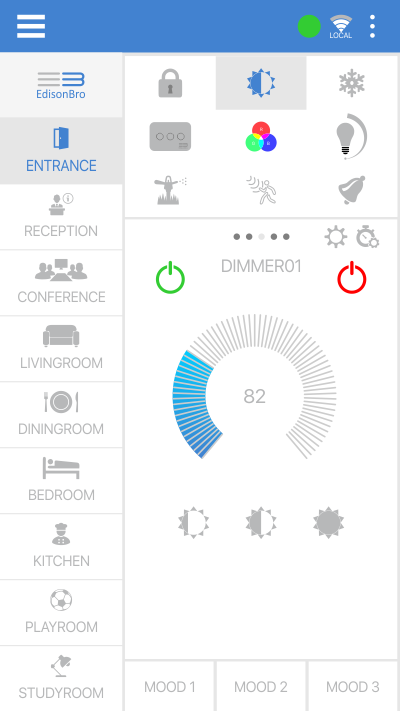 LOCAL
EdisonBro
ENTRANCE
RECEPTION
CONFERENCE
LIVINGROOM
DININGROOM
BEDROOM
KITCHEN
PLAYROOM
STUDYROOM
DIMMER01
82
MOOD 1
MOOD 2
MOOD 3